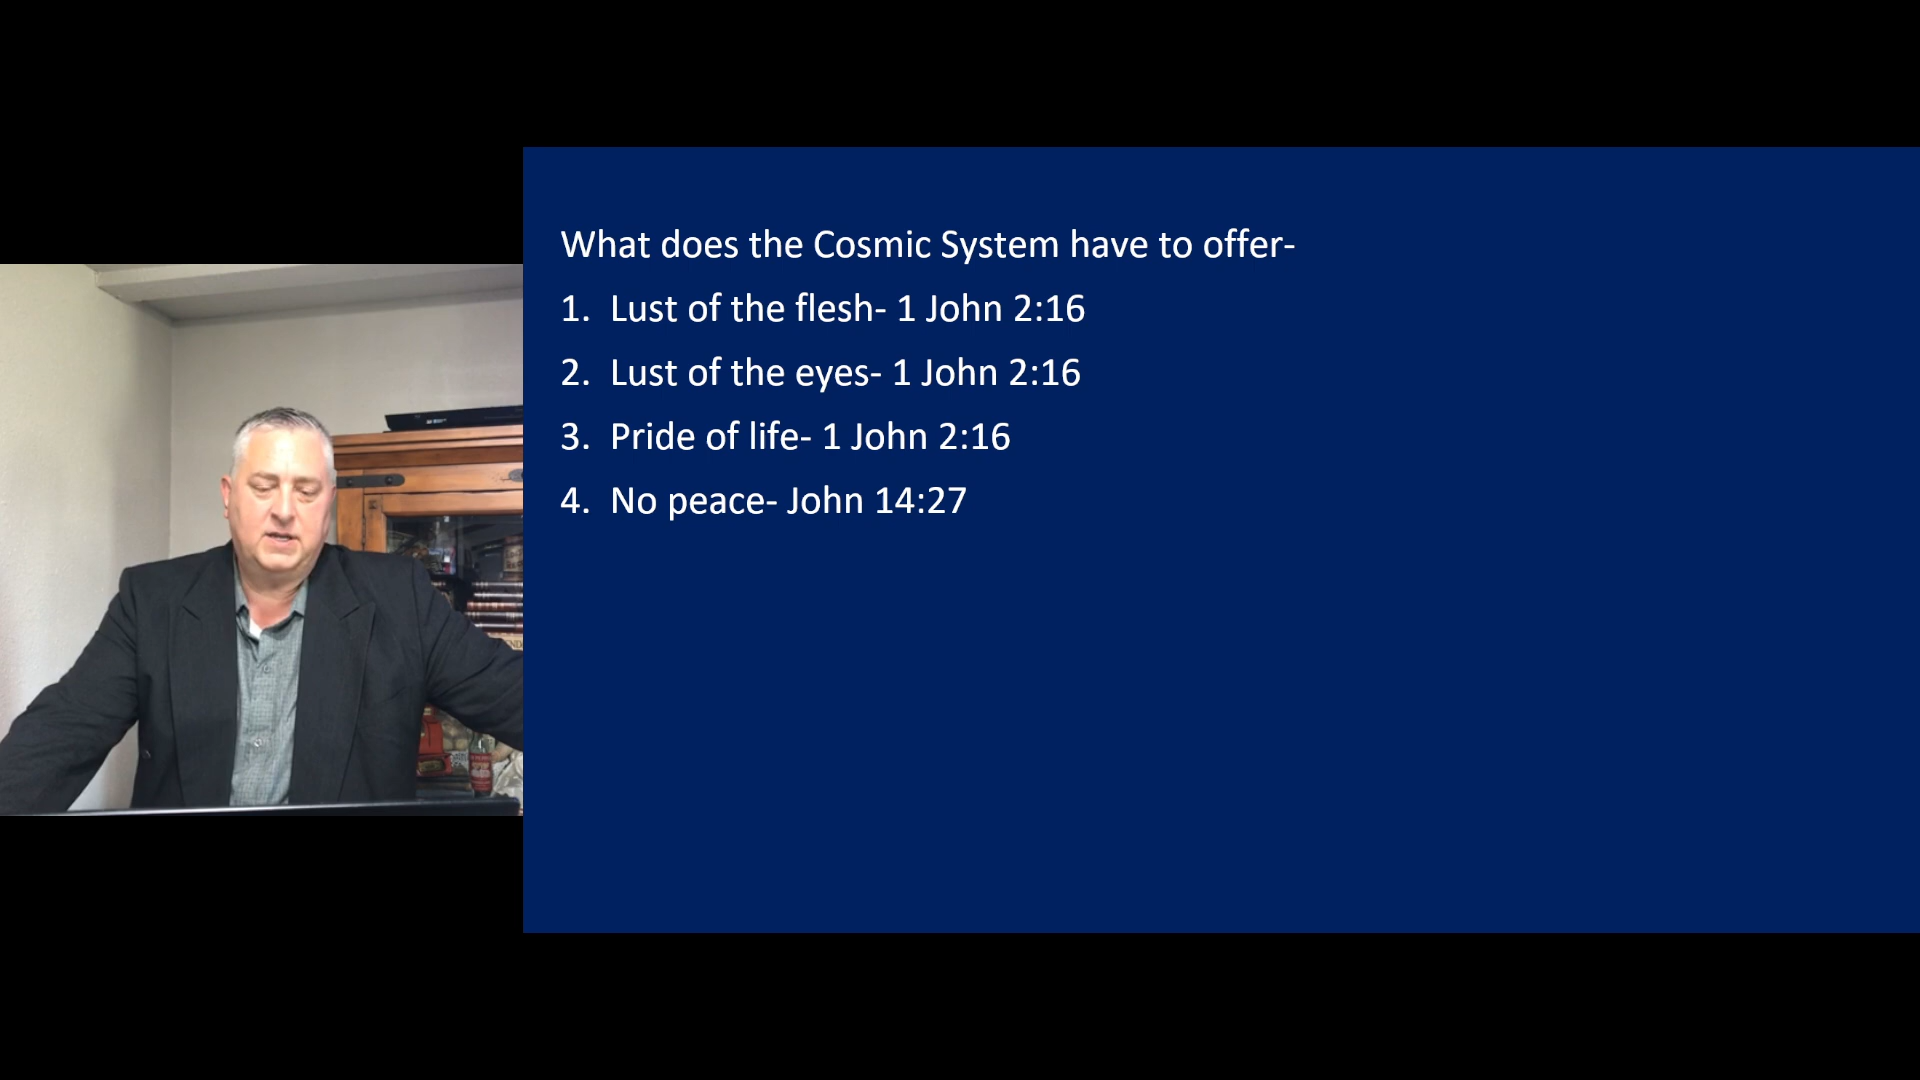 What does the Cosmic System have to offer-
1. Lust of the flesh- 1 John 2:16
2. Lust of the eyes- 1 John 2:16
3. Pride of life- 1 John 2:16
4. No peace- John 14:27